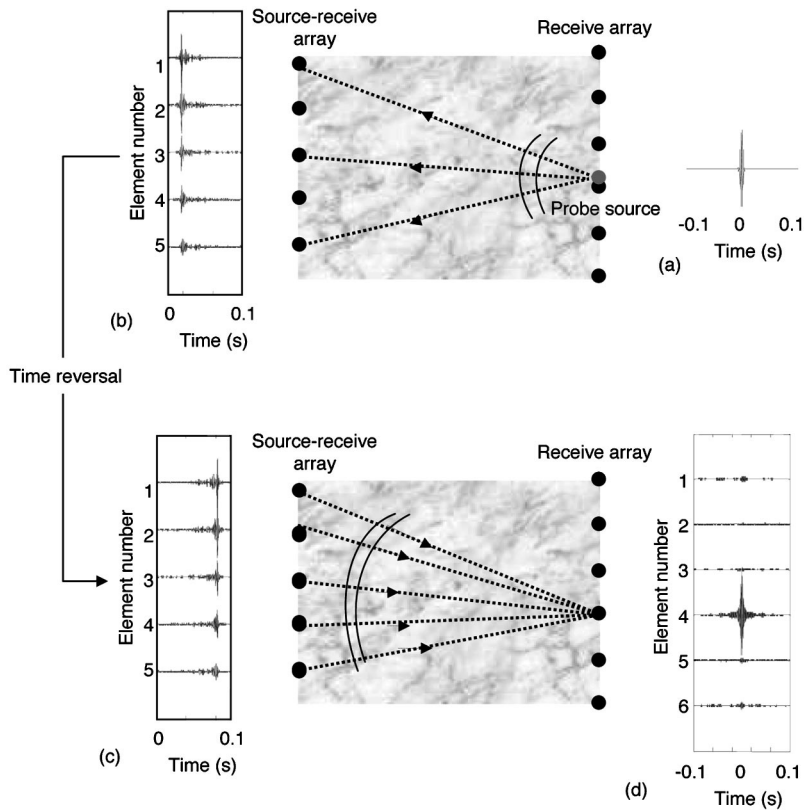 Source-receive
array
Receive array
Element number
1
2
3
4
5
0
0.1
Time (s)
(b)
Probe source
-0.1
0
0.1
Time (s)
(a)
Time reversal
Source-receive
array
Receive array
Element number
1
2
3
4
5
0
0.1
Time (s)
(c)
Element number
1
2
3
4
5
6
-0.1
0
0.1
Time (s)
(d)